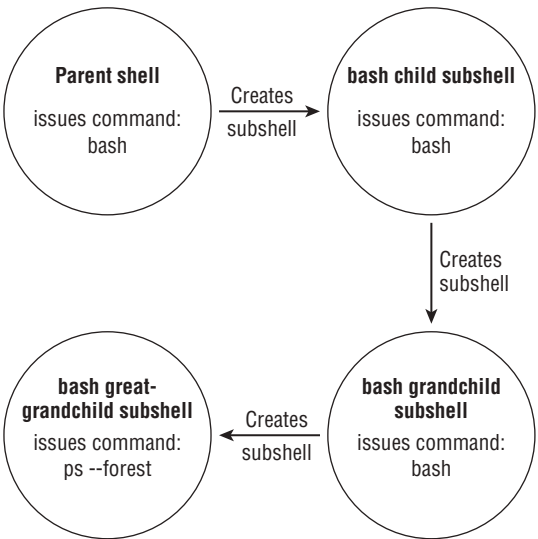 Parent shell
issues command:
bash
Creates
subshell
bash child subshell
issues command:
bash
Creates
subshell
bash grandchild
subshell
issues command:
bash
Creates
subshell
bash great-
grandchild subshell
issues command:
ps --forest